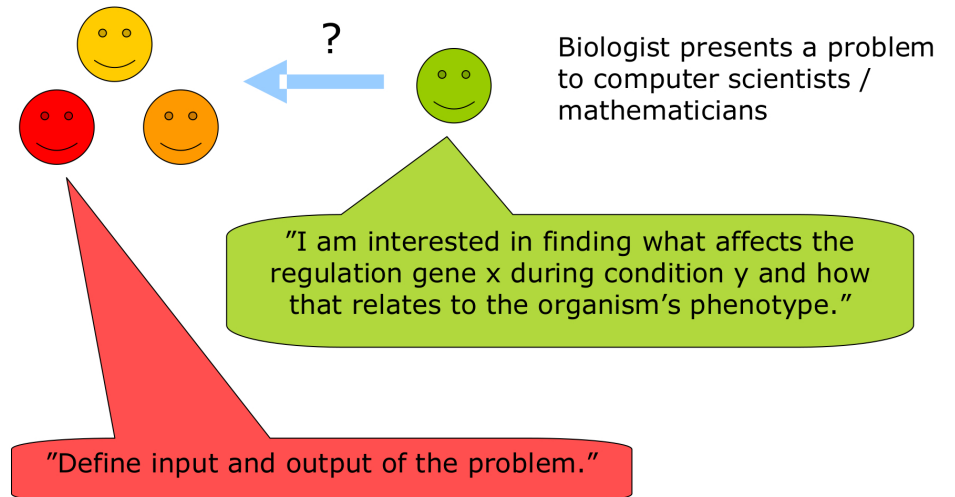 ?
Biologist presents a problem
to computer scientists /
mathematicians
”I am interested in finding what affects the
regulation gene x during condition y and how
that relates to the organism’s phenotype.”
”Define input and output of the problem.”